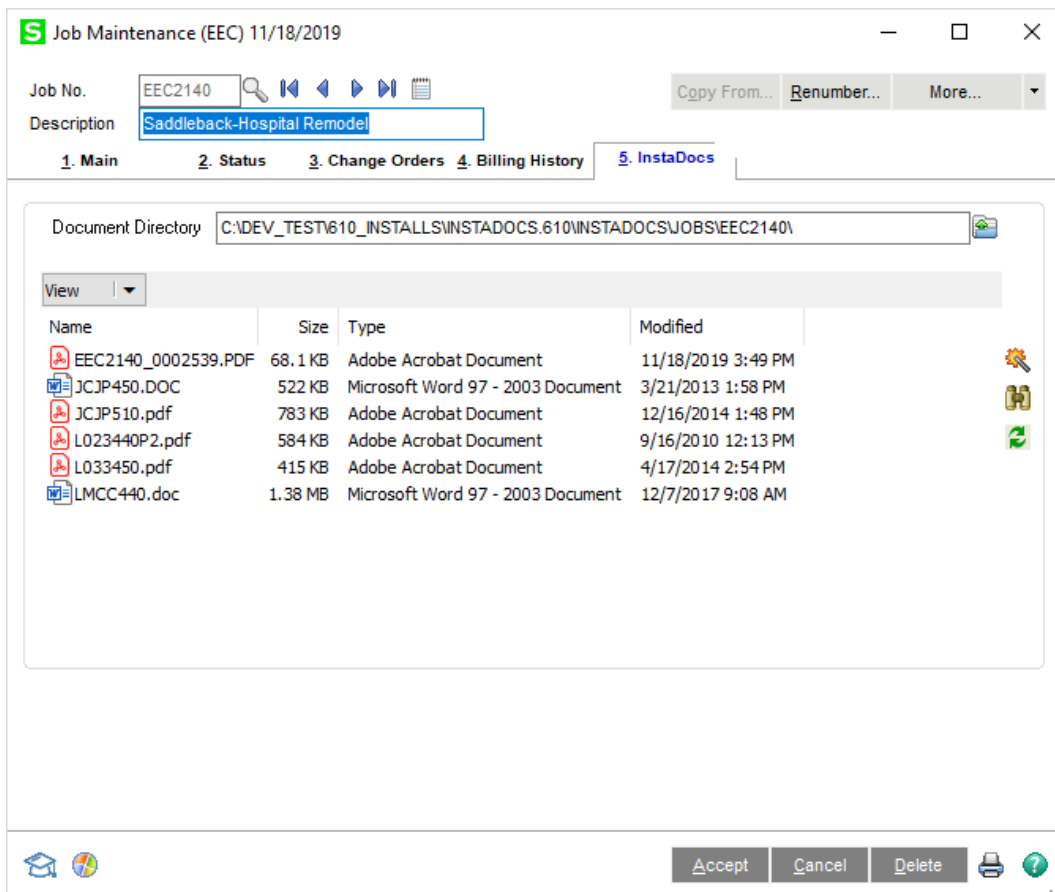 S Job Maintenance (EEC) 11/18/2019
Job No. EEC2140 Copy From... Renumber... More...
Description Saddleback-Hospital Remodel
1. Main 2. Status 3. Change Orders 4. Billing History 5. InstaDocs
Document Directory C:\DEV_TEST\610_INSTALLS\INSTADOCS.610\INSTADOCS\JOBS\EEC2140\
View
Name Size Type Modified
EEC2140_0002539.PDF 68.1 KB Adobe Acrobat Document 11/18/2019 3:49 PM
JCJP450.DOC 522 KB Microsoft Word 97 - 2003 Document 3/21/2013 1:58 PM
JCJP510.pdf 783 KB Adobe Acrobat Document 12/16/2014 1:48 PM
L023440P2.pdf 584 KB Adobe Acrobat Document 9/16/2010 12:13 PM
L033450.pdf 415 KB Adobe Acrobat Document 4/17/2014 2:54 PM
LMCC440.doc 1.38 MB Microsoft Word 97 - 2003 Document 12/7/2017 9:08 AM
Accept Cancel Delete ?